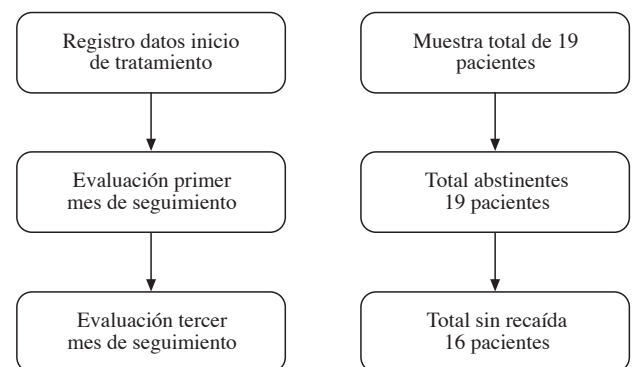 Registro datos inicio
de tratamiento
Muestra total de 19
pacientes
Evaluación primer
mes de seguimiento
Total abstinentes
19 pacientes
Evaluación tercer
mes de seguimiento
Total sin recaída
16 pacientes